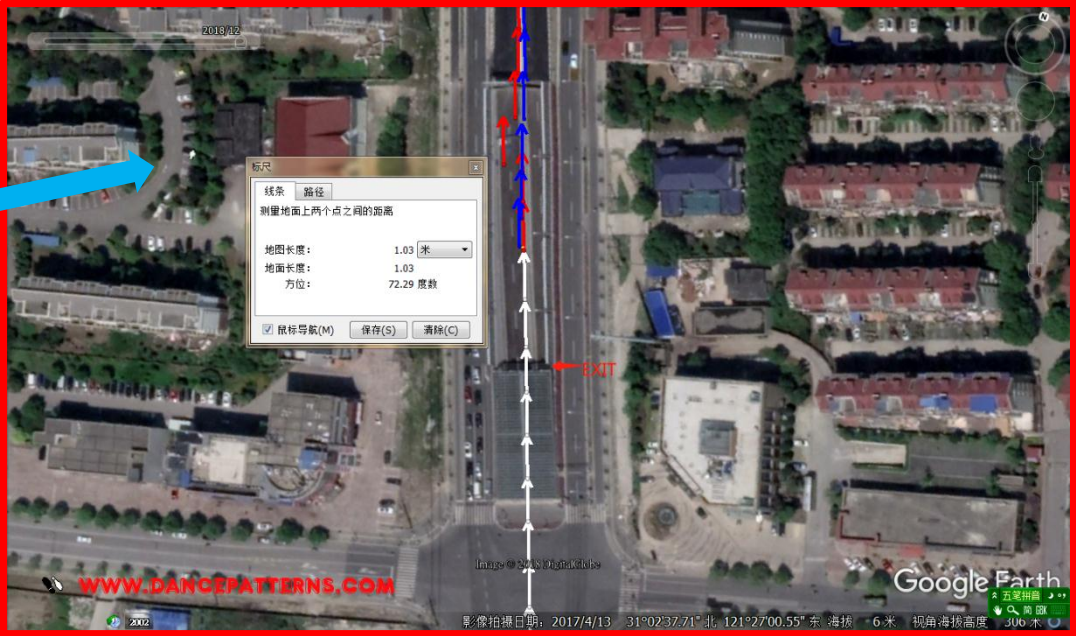 2018/12
标尺
线条 路径
测量地面上两个点之间的距离
地图长度: 1.03 米
地面长度: 1.03
方位: 72.29 度数
鼠标导航(M) 保存(S) 清除(C)
EXIT
N
Image © 2018 DigitalGlobe
WWW.DANCEPATTERNS.COM
Google Earth
五笔拼音
简
2002
影像拍摄日期: 2017/4/13 31°02'37.71" 北 121°27'00.55" 东 海拔 6 米 视角海拔高度 306 米